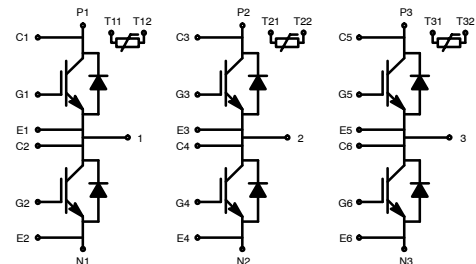 P1 T11 T12 P2 T21 T22 P3 T31 T32
C1 C3 C5
G1 G3 G5
E1 1 E3 2 E5 3
C2 C4 C6
G2 G4 G6
E2 E4 E6
N1 N2 N3